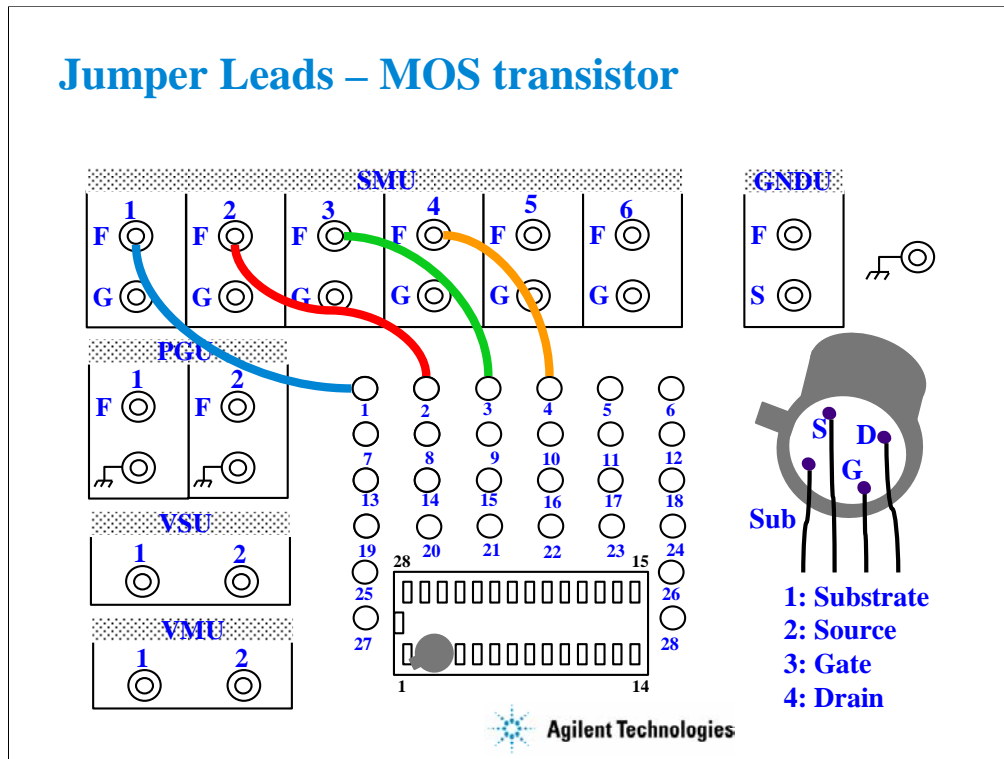 Jumper Leads – MOS transistor
SMU
GNDU
1 2 3 4 5 6
F F F F F F F
G G G G G G S
PGU
1 2
F F
1 2 3 4 5 6
7 8 9 10 11 12
13 14 15 16 17 18
19 20 21 22 23 24
VSU
1 2
28 15
25 26
27 28
VMU
1 2
1 14
S D
G
Sub
1: Substrate
2: Source
3: Gate
4: Drain
Agilent Technologies